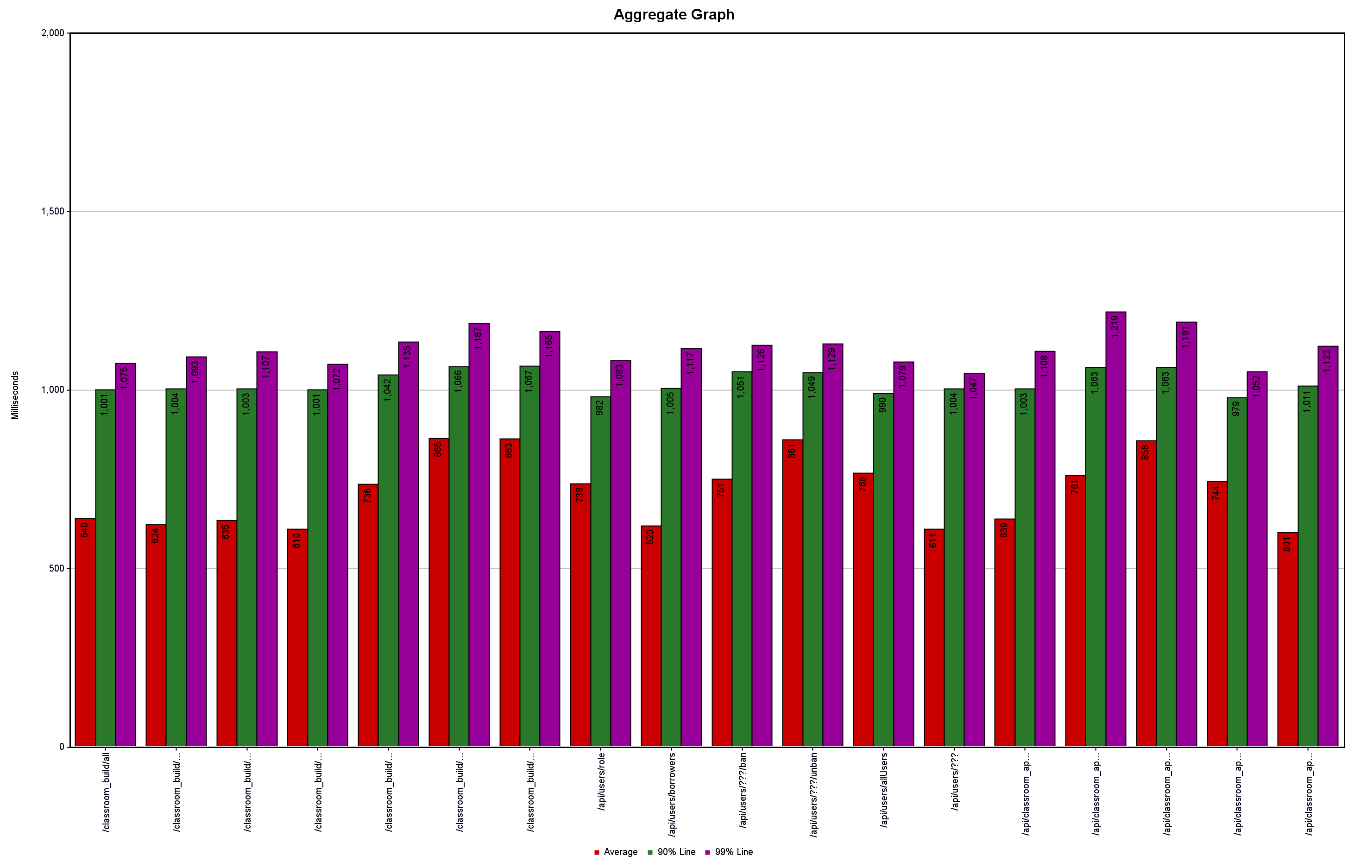 Aggregate Graph
2,000
1,500
1,000
500
0
Milliseconds
640
1,001
1,075
624
1,004
1,093
635
1,003
1,107
610
1,001
1,072
736
1,042
1,135
865
1,066
1,187
863
1,067
1,165
738
982
1,083
620
1,005
1,117
751
1,051
1,126
861
1,049
1,129
768
990
1,079
611
1,004
1,047
639
1,003
1,108
761
1,063
1,219
858
1,063
1,191
744
979
1,052
601
1,011
1,123
/classroom_build/all
/classroom_build/...
/classroom_build/...
/classroom_build/...
/classroom_build/...
/classroom_build/...
/classroom_build/...
/api/users/role
/api/users/borrowers
/api/users/???/ban
/api/users/???/unban
/api/users/allUsers
/api/users/???
/api/classroom_ap...
/api/classroom_ap...
/api/classroom_ap...
/api/classroom_ap...
/api/classroom_ap...
Average 90% Line 99% Line